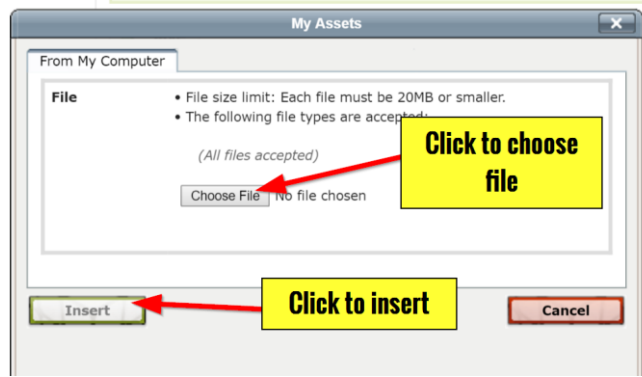 My Assets
From My Computer
File
• File size limit: Each file must be 20MB or smaller.
• The following file types are accepted:
(All files accepted)
Click to choose
file
Choose File No file chosen
Insert
Click to insert
Cancel